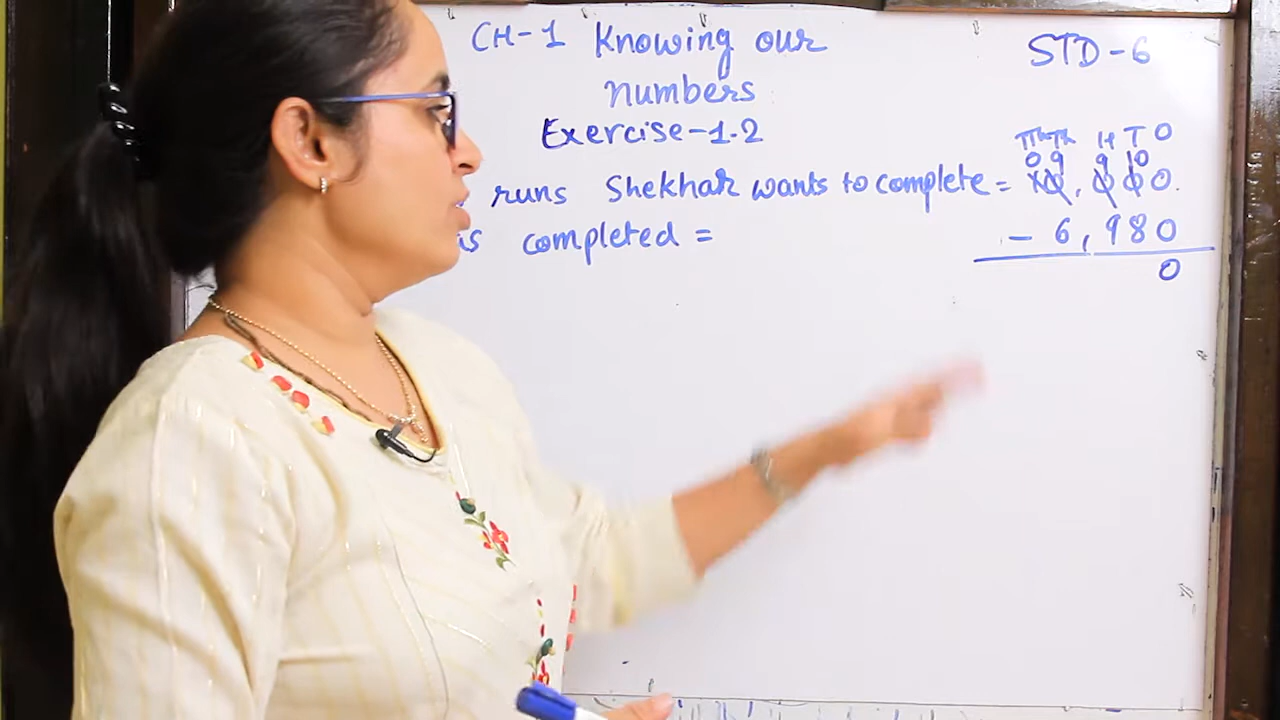 CH-1 Knowing our
Numbers
STD-6
Exercise-1.2
TTh Th H T O
0 9 9 10
runs Shekhar wants to complete = 10,000.
completed = - 6,980
0